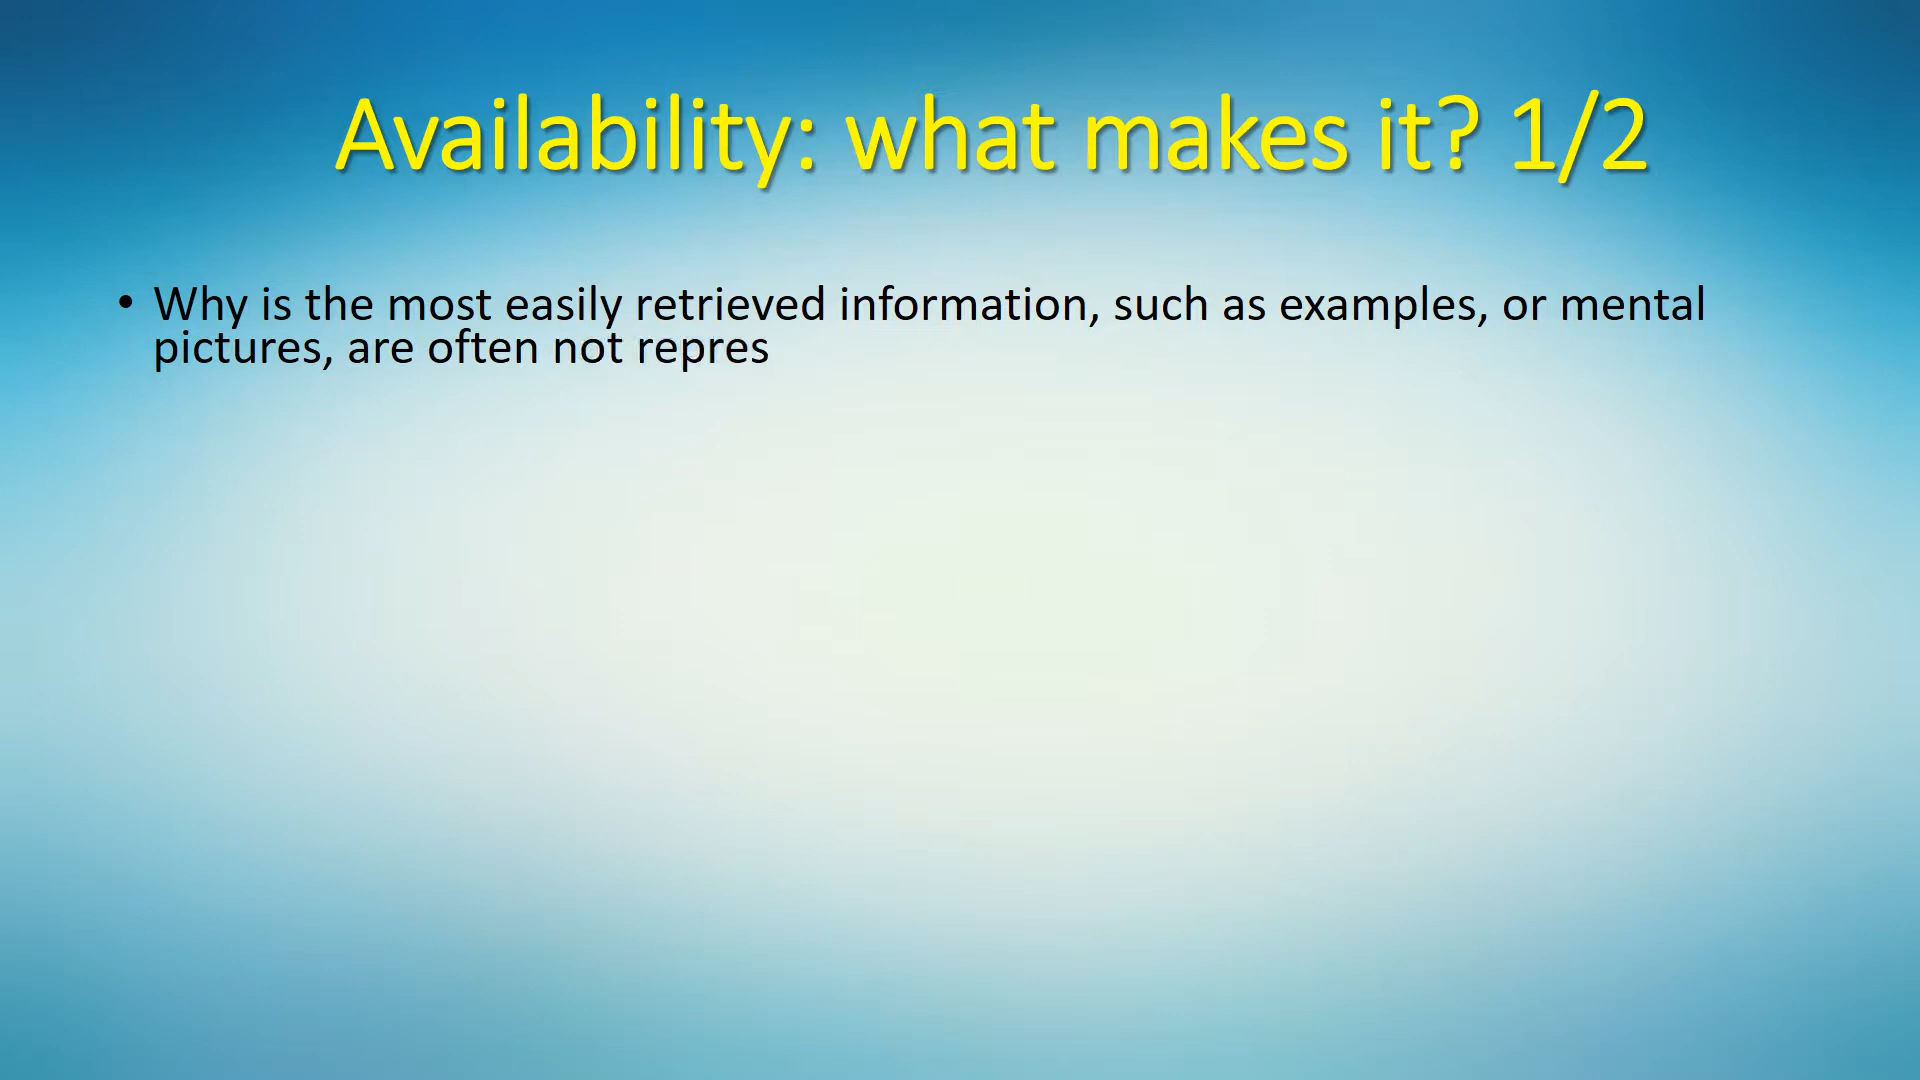 Availability: what makes it? 1/2
• Why is the most easily retrieved information, such as examples, or mental
pictures, are often not repres